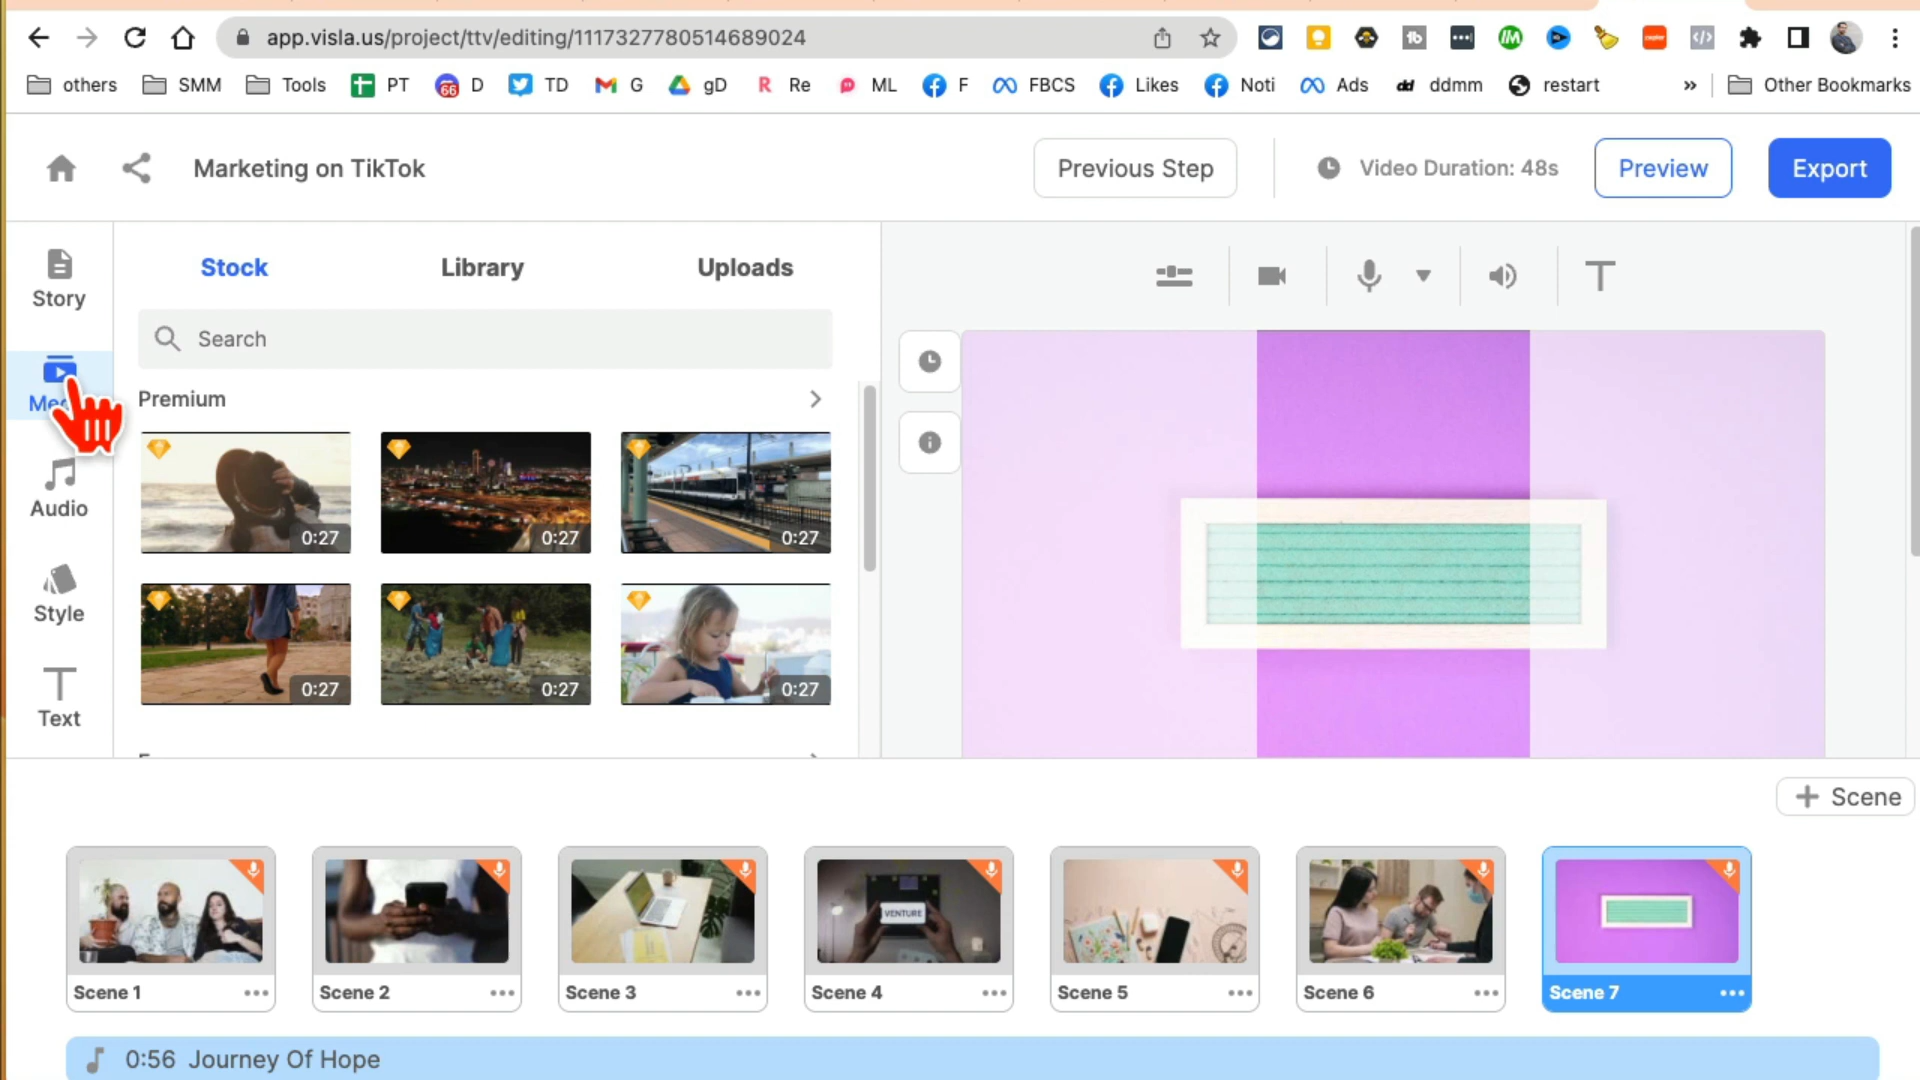 app.visla.us/project/ttv/editing/1117327780514689024
others SMM Tools PT 66 D TD G gD Re ML F FBCS Likes Noti Ads dd ddmm restart » Other Bookmarks
Marketing on TikTok
Previous Step
Video Duration: 48s
Preview
Export
Story
Audio
Style
Text
Stock
Library
Uploads
Search
Premium
0:27
0:27
0:27
0:27
0:27
0:27
+ Scene
VENTURE
Scene 1
Scene 2
Scene 3
Scene 4
Scene 5
Scene 6
Scene 7
0:56 Journey Of Hope